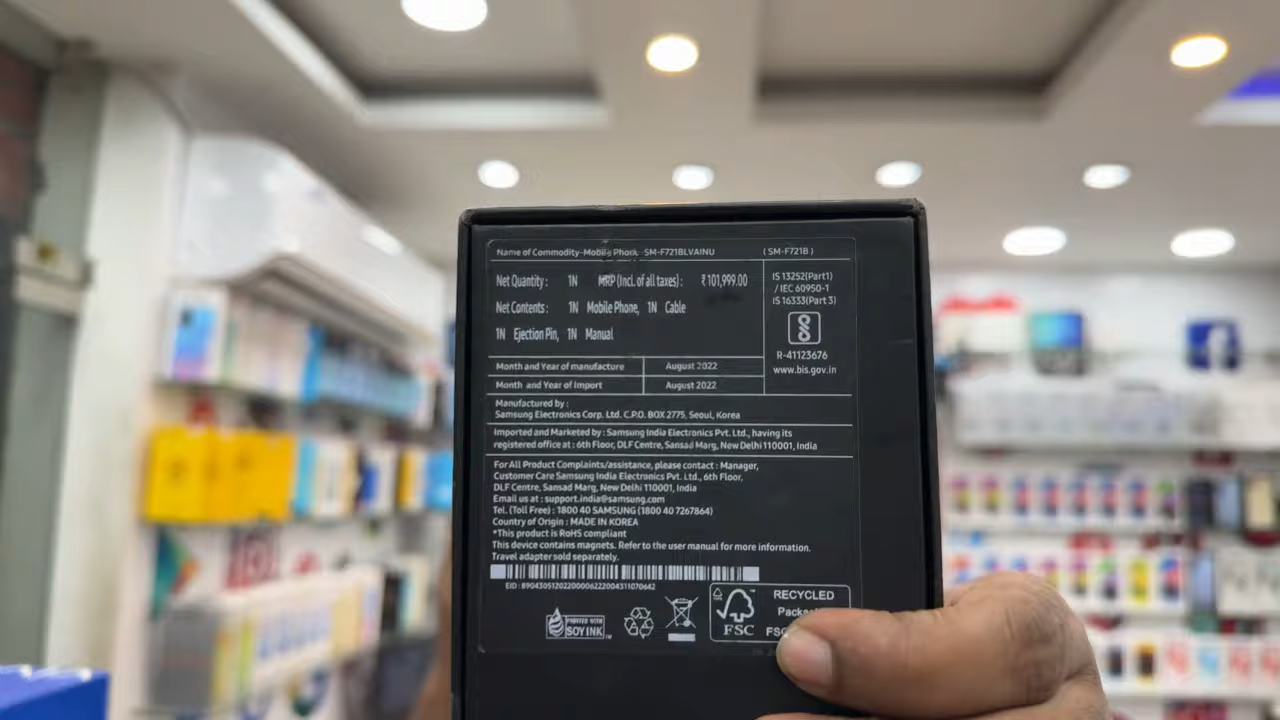 Name of Commodity-Mobile Phone SM-F721BLVAINU ( SM-F721B )
Net Quantity : 1N MRP (Incl. of all taxes) : ₹101,999.00
Net Contents : 1N Mobile Phone, 1N Cable
1N Ejection Pin, 1N Manual
IS 13252(Part1)
/ IEC 60950-1
IS 16333(Part 3)
R-41123676
www.bis.gov.in
Month and Year of manufacture August 2022
Month and Year of Import August 2022
Manufactured by :
Samsung Electronics Corp. Ltd. C.P.O. BOX 2775, Seoul, Korea
Imported and Marketed by : Samsung India Electronics Pvt. Ltd., having its
registered office at : 6th Floor, DLF Centre, Sansad Marg, New Delhi 110001, India
For All Product Complaints/assistance, please contact : Manager,
Customer Care Samsung India Electronics Pvt. Ltd., 6th Floor,
DLF Centre, Sansad Marg, New Delhi 110001, India
Email us at : support.india@samsung.com
Tel. (Toll Free) : 1800 40 SAMSUNG (1800 40 7267864)
Country of Origin : MADE IN KOREA
*This product is RoHS compliant
This device contains magnets. Refer to the user manual for more information.
Travel adapter sold separately.
EID : 89043051202200006222004311070642
PRINTED WITH
SOY INK™
FSC
RECYCLED